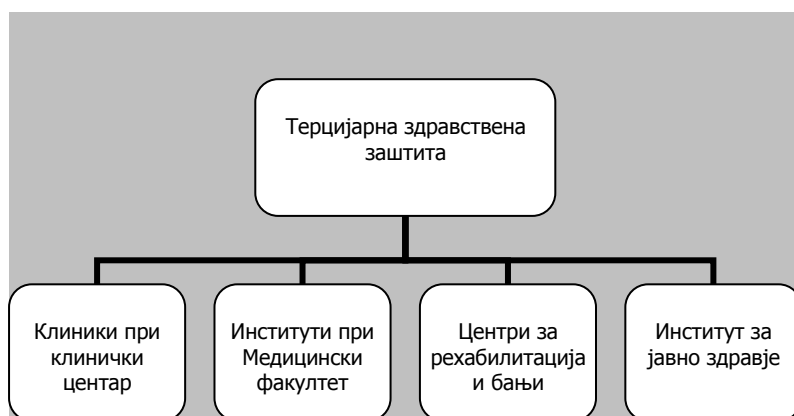 Терцијарна здравствена
заштита
Клиники при
клинички
центар
Институти при
Медицински
факултет
Центри за
рехабилитација
и бањи
Институт за
јавно здравје